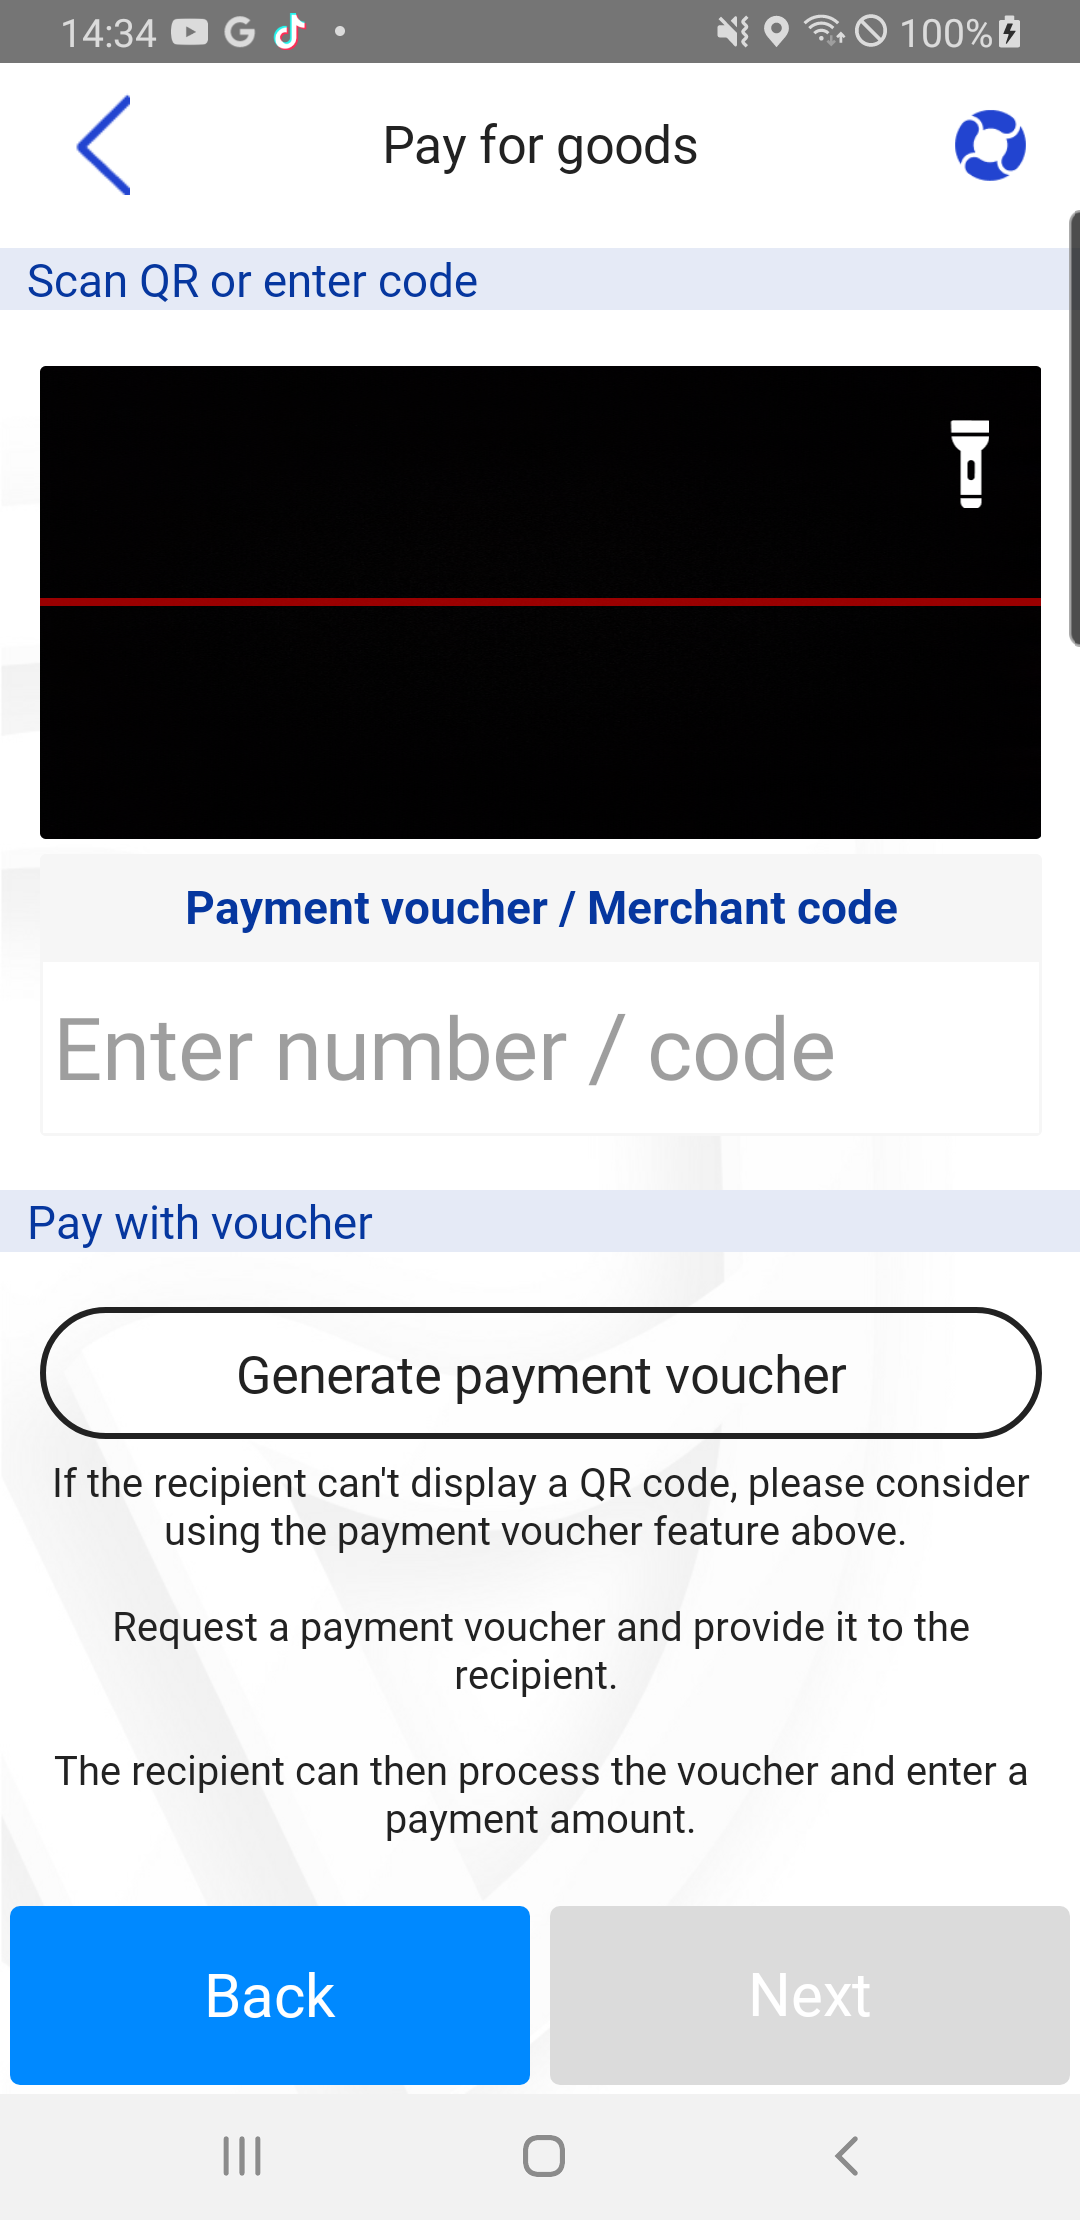 14:34
100%
Pay for goods
Scan QR or enter code
Payment voucher / Merchant code
Enter number / code
Pay with voucher
Generate payment voucher
If the recipient can't display a QR code, please consider
using the payment voucher feature above.
Request a payment voucher and provide it to the
recipient.
The recipient can then process the voucher and enter a
payment amount.
Back
Next